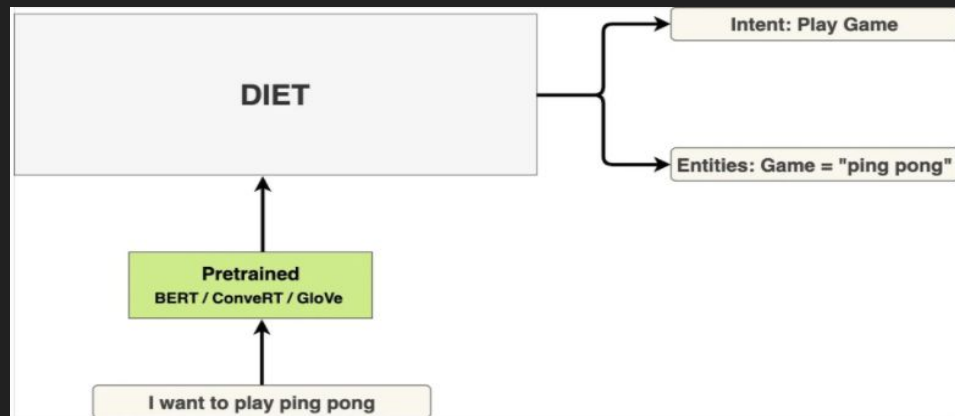 Intent: Play Game
DIET
Entities: Game = "ping pong"
Pretrained
BERT / ConveRT / GloVe
I want to play ping pong